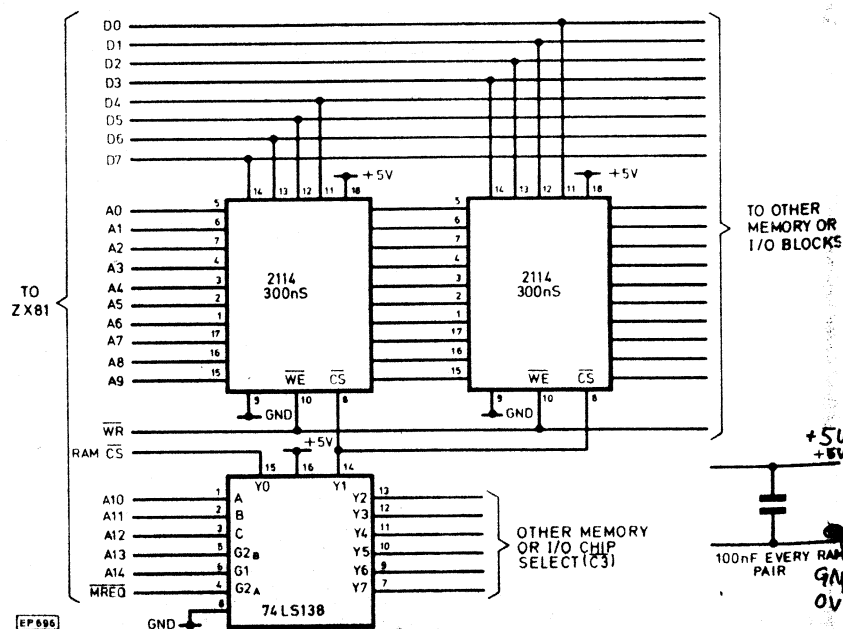 D0
D1
D2
D3
D4
D5
D6
D7
14 13 12 11 18 +5V
14 13 12 11 18 +5V
TO ZX81
A0 5 5
A1 6 6
A2 7 7
A3 4 4
A4 3 3
A5 2 2
A6 1 1
A7 17 17
A8 16 16
A9 15 15
2114
300nS
2114
300nS
TO OTHER
MEMORY OR
I/O BLOCKS
WE CS
WE CS
9 10 8
9 10 8
GND
GND
WR
+5V
RAM CS
15 16 14
Y0 Y1
A10 1 A Y2 13
A11 2 B Y3 12
A12 3 C Y4 11
A13 5 G2B Y5 10
A14 6 G1 Y6 9
MREQ 4 G2A Y7 7
8 74LS138
GND
OTHER MEMORY
OR I/O CHIP
SELECT (C3)
+5V
+5V
100nF EVERY RAM
PAIR
GND
0V
EP696